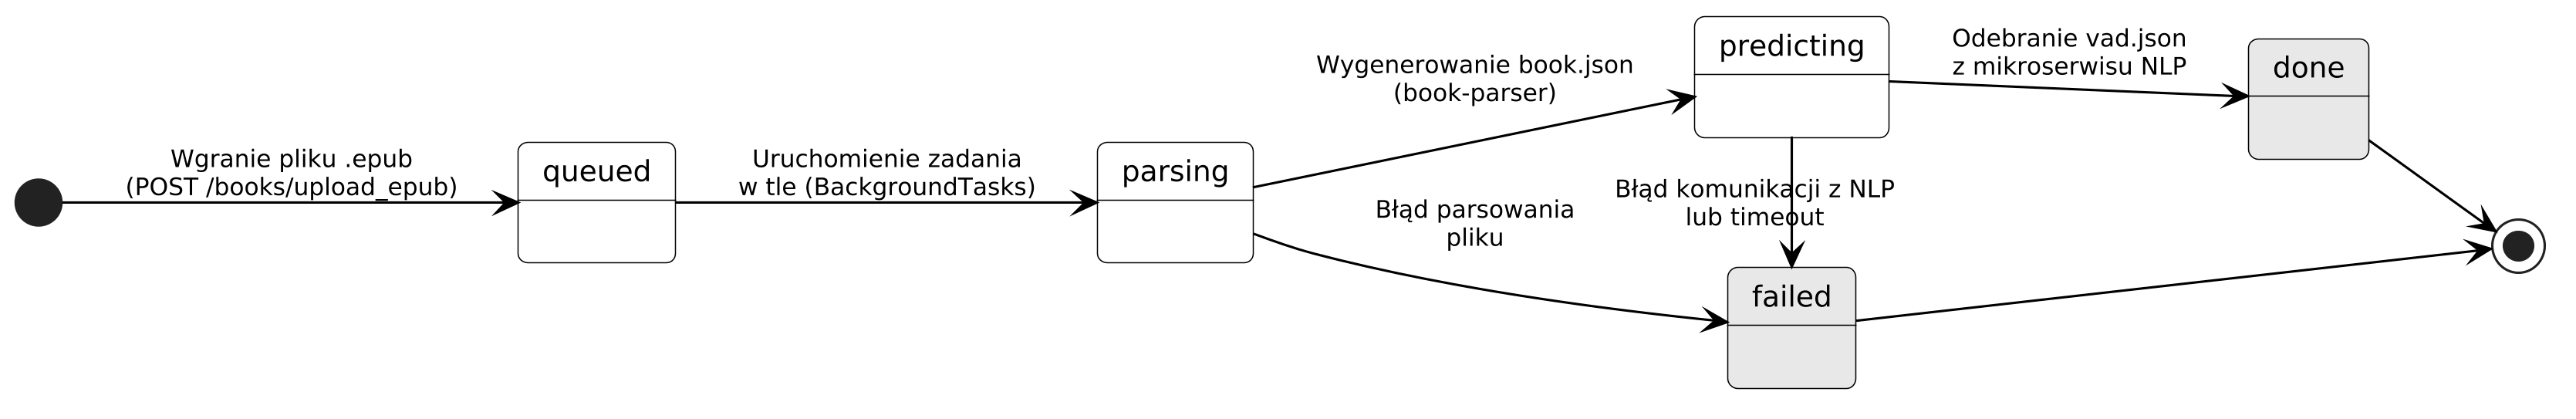 Wgranie pliku .epub
(POST /books/upload_epub)
queued
Uruchomienie zadania
w tle (BackgroundTasks)
parsing
Wygenerowanie book.json
(book-parser)
predicting
Odebranie vad.json
z mikroserwisu NLP
done
Błąd parsowania
pliku
Błąd komunikacji z NLP
lub timeout
failed